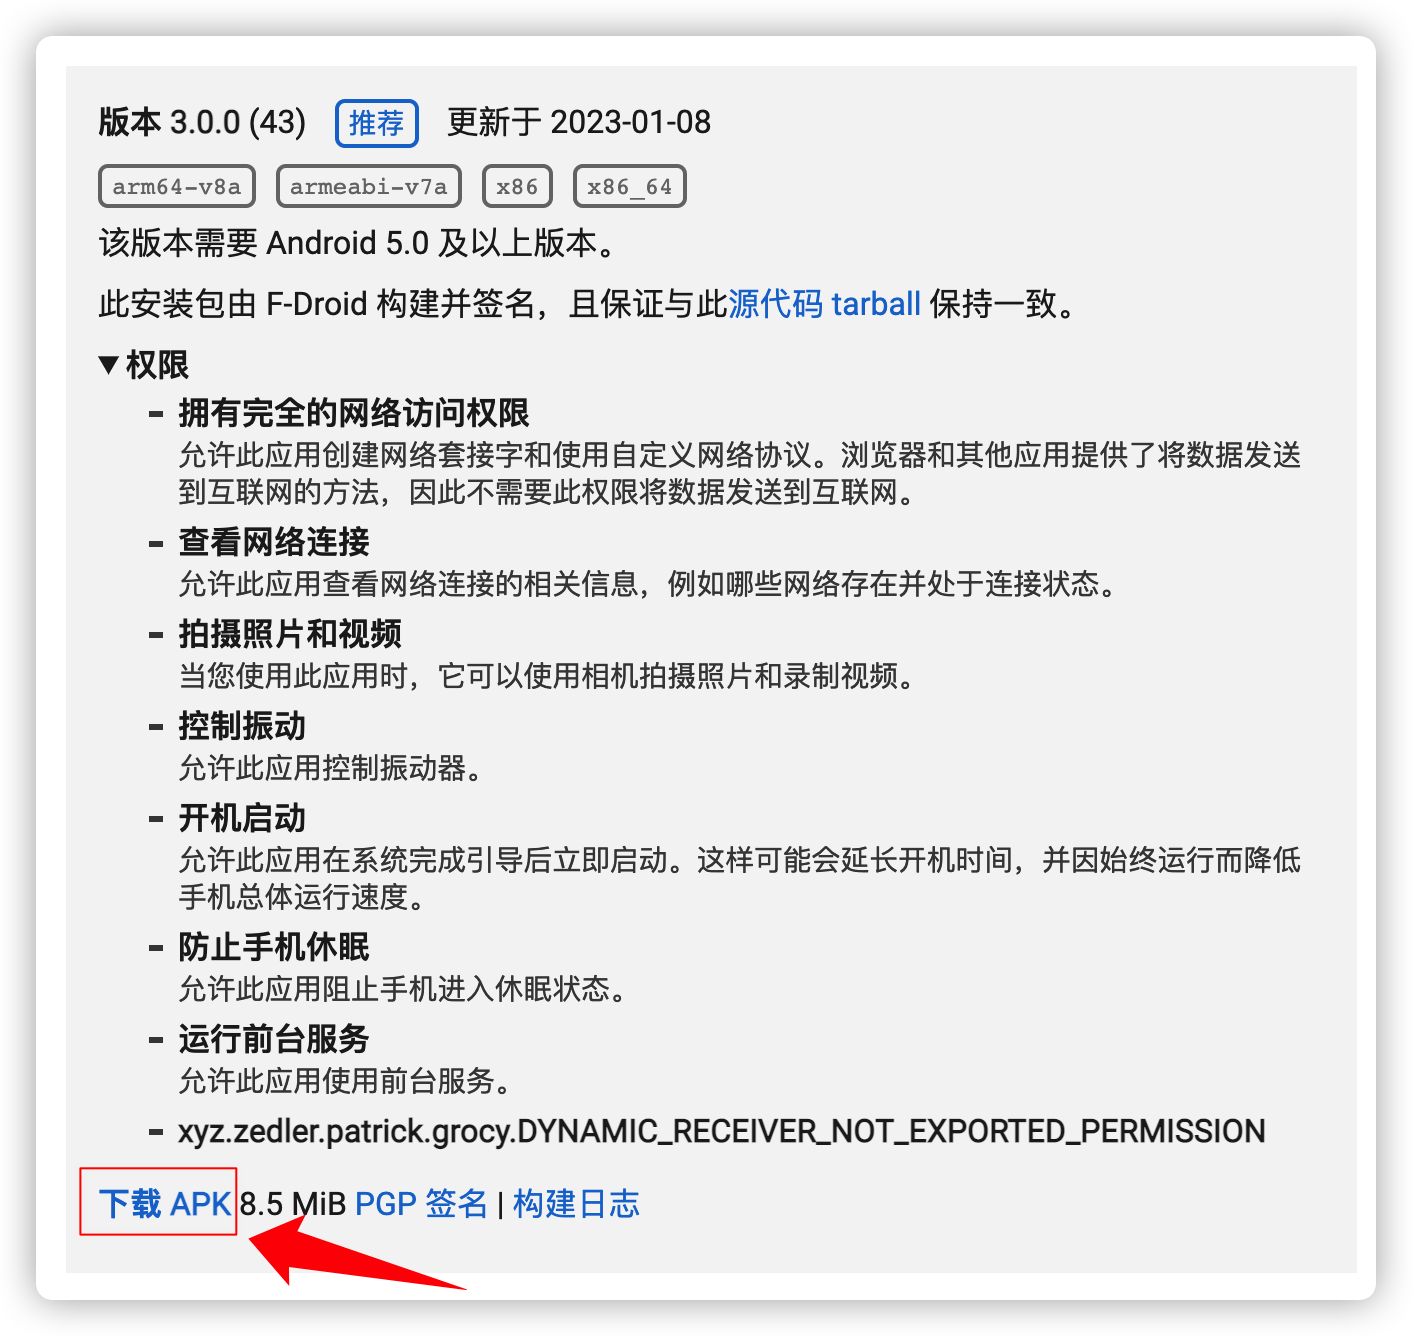 版本 3.0.0 (43) 推荐 更新于 2023-01-08
arm64-v8a armeabi-v7a x86 x86_64
该版本需要 Android 5.0 及以上版本。
此安装包由 F-Droid 构建并签名，且保证与此源代码 tarball 保持一致。
▼权限
- 拥有完全的网络访问权限
允许此应用创建网络套接字和使用自定义网络协议。浏览器和其他应用提供了将数据发送
到互联网的方法，因此不需要此权限将数据发送到互联网。
- 查看网络连接
允许此应用查看网络连接的相关信息，例如哪些网络存在并处于连接状态。
- 拍摄照片和视频
当您使用此应用时，它可以使用相机拍摄照片和录制视频。
- 控制振动
允许此应用控制振动器。
- 开机启动
允许此应用在系统完成引导后立即启动。这样可能会延长开机时间，并因始终运行而降低
手机总体运行速度。
- 防止手机休眠
允许此应用阻止手机进入休眠状态。
- 运行前台服务
允许此应用使用前台服务。
- xyz.zedler.patrick.grocy.DYNAMIC_RECEIVER_NOT_EXPORTED_PERMISSION
下载 APK 8.5 MiB PGP 签名 | 构建日志